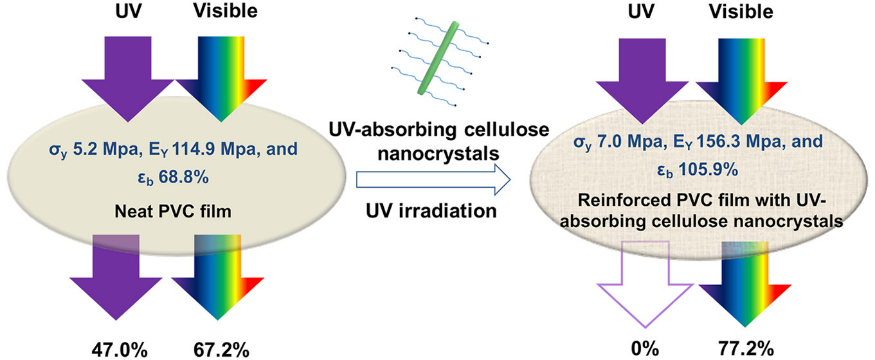 UV Visible
σy 5.2 Mpa, EY 114.9 Mpa, and
εb 68.8%
Neat PVC film
47.0% 67.2%
UV-absorbing cellulose
nanocrystals
UV irradiation
UV Visible
σy 7.0 Mpa, EY 156.3 Mpa, and
εb 105.9%
Reinforced PVC film with UV-
absorbing cellulose nanocrystals
0% 77.2%